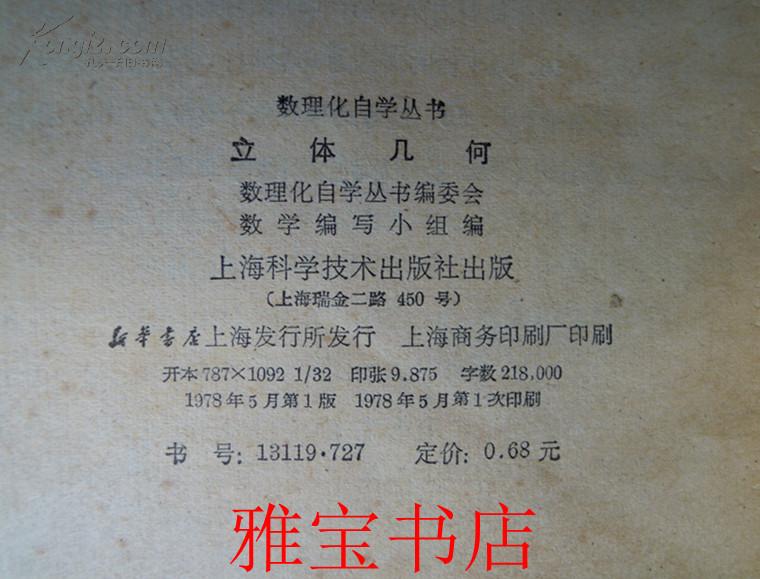 Kongfz.com
孔夫子旧书网
数理化自学丛书
立体几何
数理化自学丛书编委会
数学编写小组编
上海科学技术出版社出版
(上海瑞金二路 450 号)
新华书店上海发行所发行 上海商务印刷厂印刷
开本 787×1092 1/32 印张 9.875 字数 218,000
1978 年 5 月第 1 版 1978 年 5 月第 1 次印刷
书 号: 13119·727 定价: 0.68 元
雅宝书店